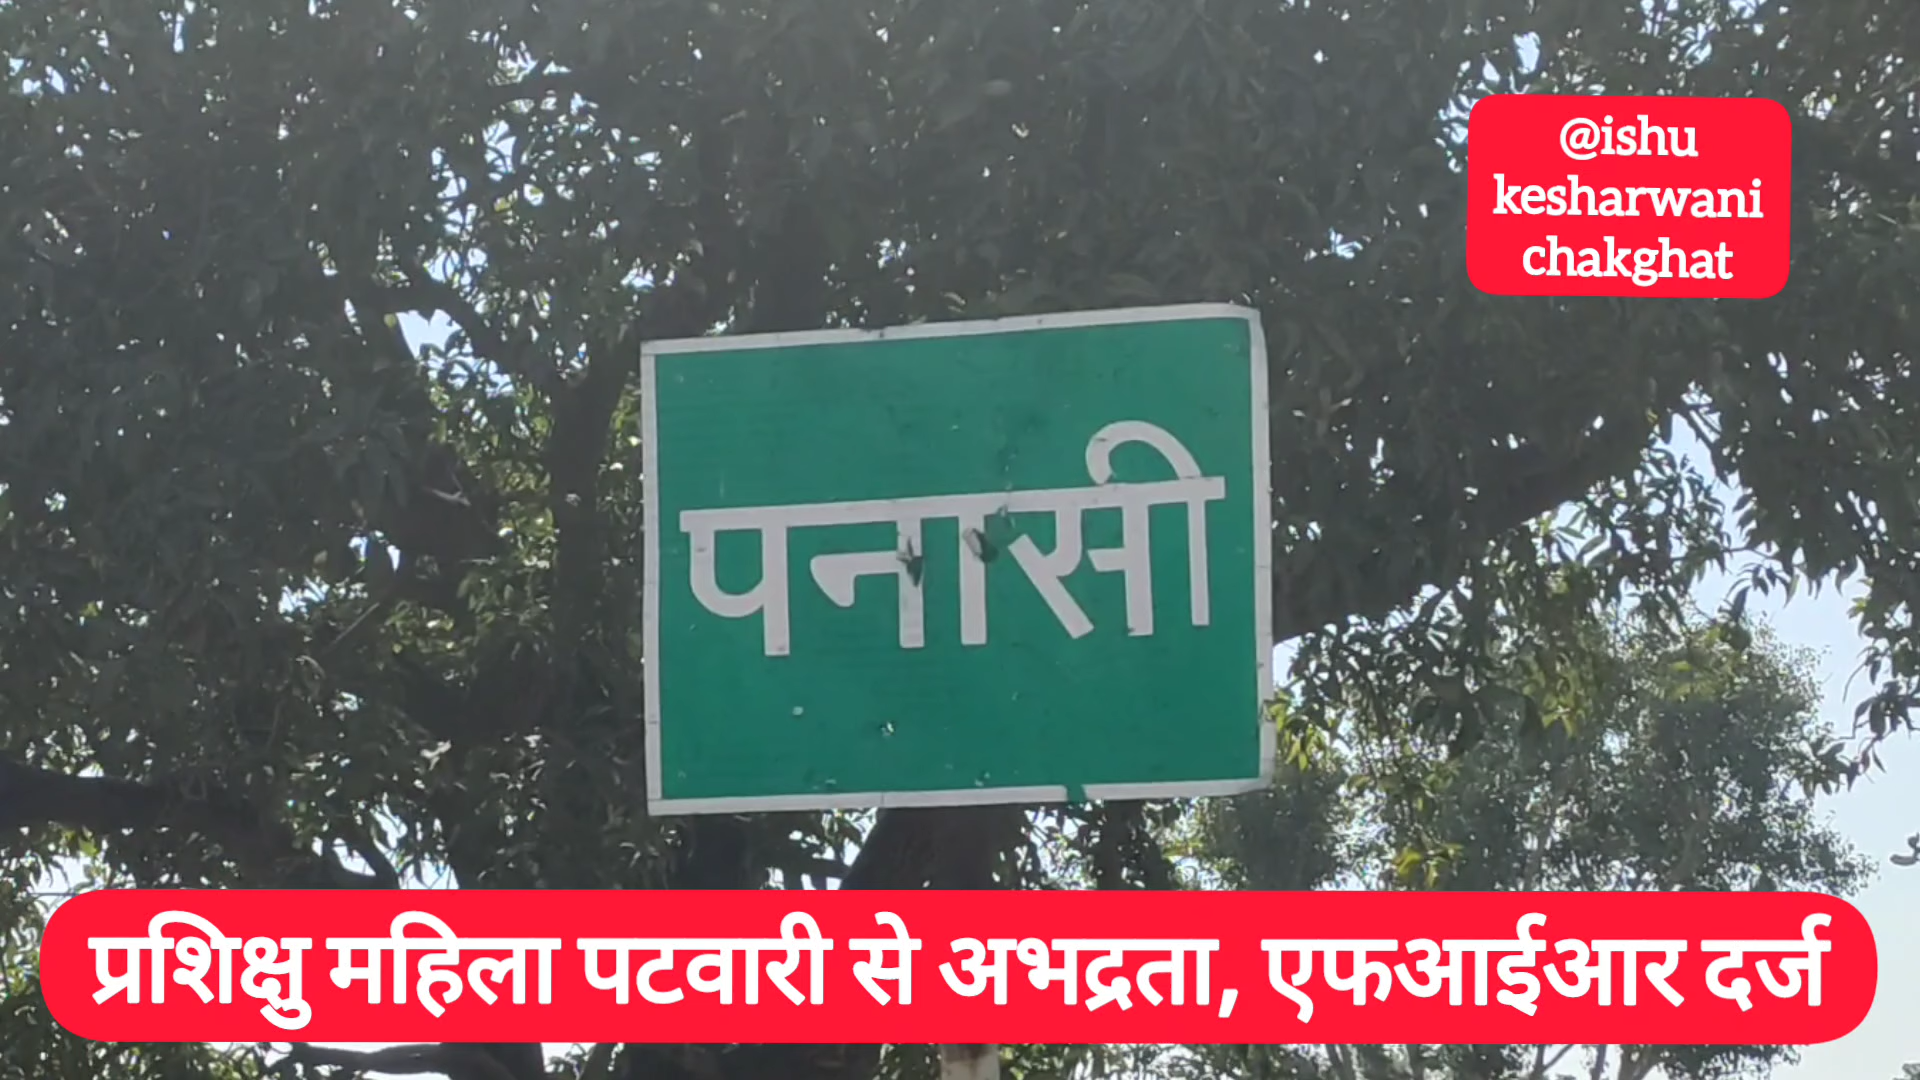 @ishu
kesharwani
chakghat
पनासी
प्रशिक्षु महिला पटवारी से अभद्रता, एफआईआर दर्ज